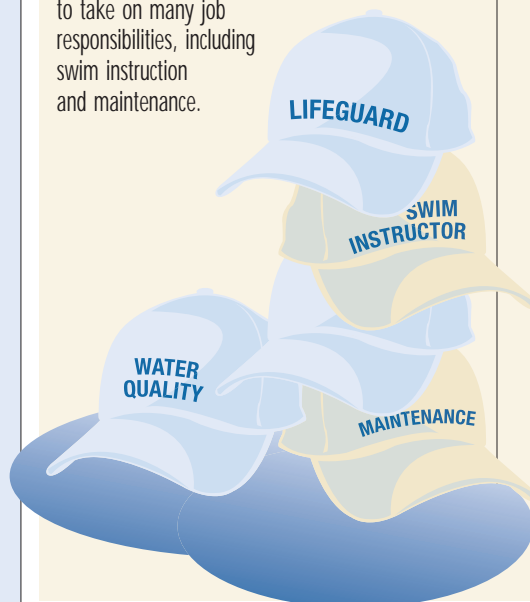 to take on many job
responsibilities, including
swim instruction
and maintenance.
LIFEGUARD
SWIM
INSTRUCTOR
WATER
QUALITY
MAINTENANCE